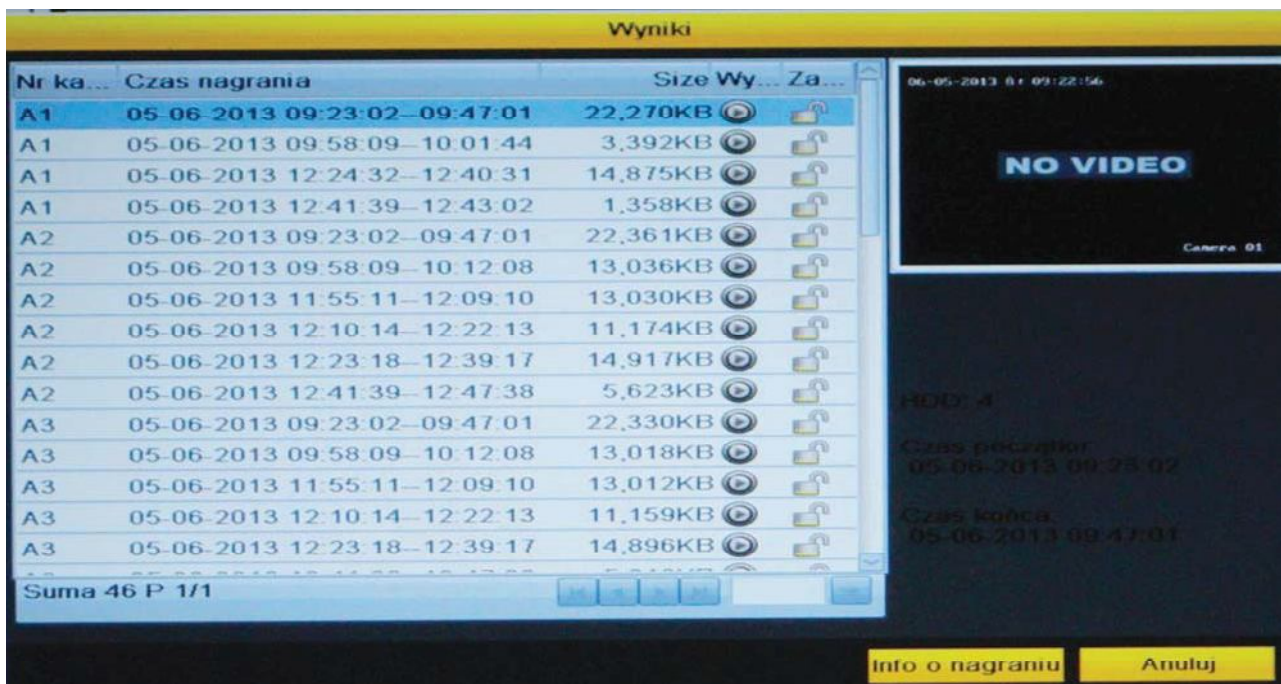 Wyniki
Nr ka... Czas nagrania Size Wy... Za...
A1 05-06-2013 09:23:02--09:47:01 22,270KB
A1 05-06-2013 09:58:09--10:01:44 3,392KB
A1 05-06-2013 12:24:32--12:40:31 14,875KB
A1 05-06-2013 12:41:39--12:43:02 1,358KB
A2 05-06-2013 09:23:02--09:47:01 22,361KB
A2 05-06-2013 09:58:09--10:12:08 13,036KB
A2 05-06-2013 11:55:11--12:09:10 13,030KB
A2 05-06-2013 12:10:14--12:22:13 11,174KB
A2 05-06-2013 12:23:18--12:39:17 14,917KB
A2 05-06-2013 12:41:39--12:47:38 5,623KB
A3 05-06-2013 09:23:02--09:47:01 22,330KB
A3 05-06-2013 09:58:09--10:12:08 13,018KB
A3 05-06-2013 11:55:11--12:09:10 13,012KB
A3 05-06-2013 12:10:14--12:22:13 11,159KB
A3 05-06-2013 12:23:18--12:39:17 14,896KB
Suma 46 P 1/1
06-05-2013 09:22:56
NO VIDEO
Camera 01
HDD: 4
Czas
05-06-2013 09:23:02
Czas końca:
05-06-2013 09:47:01
Info o nagraniu
Anuluj